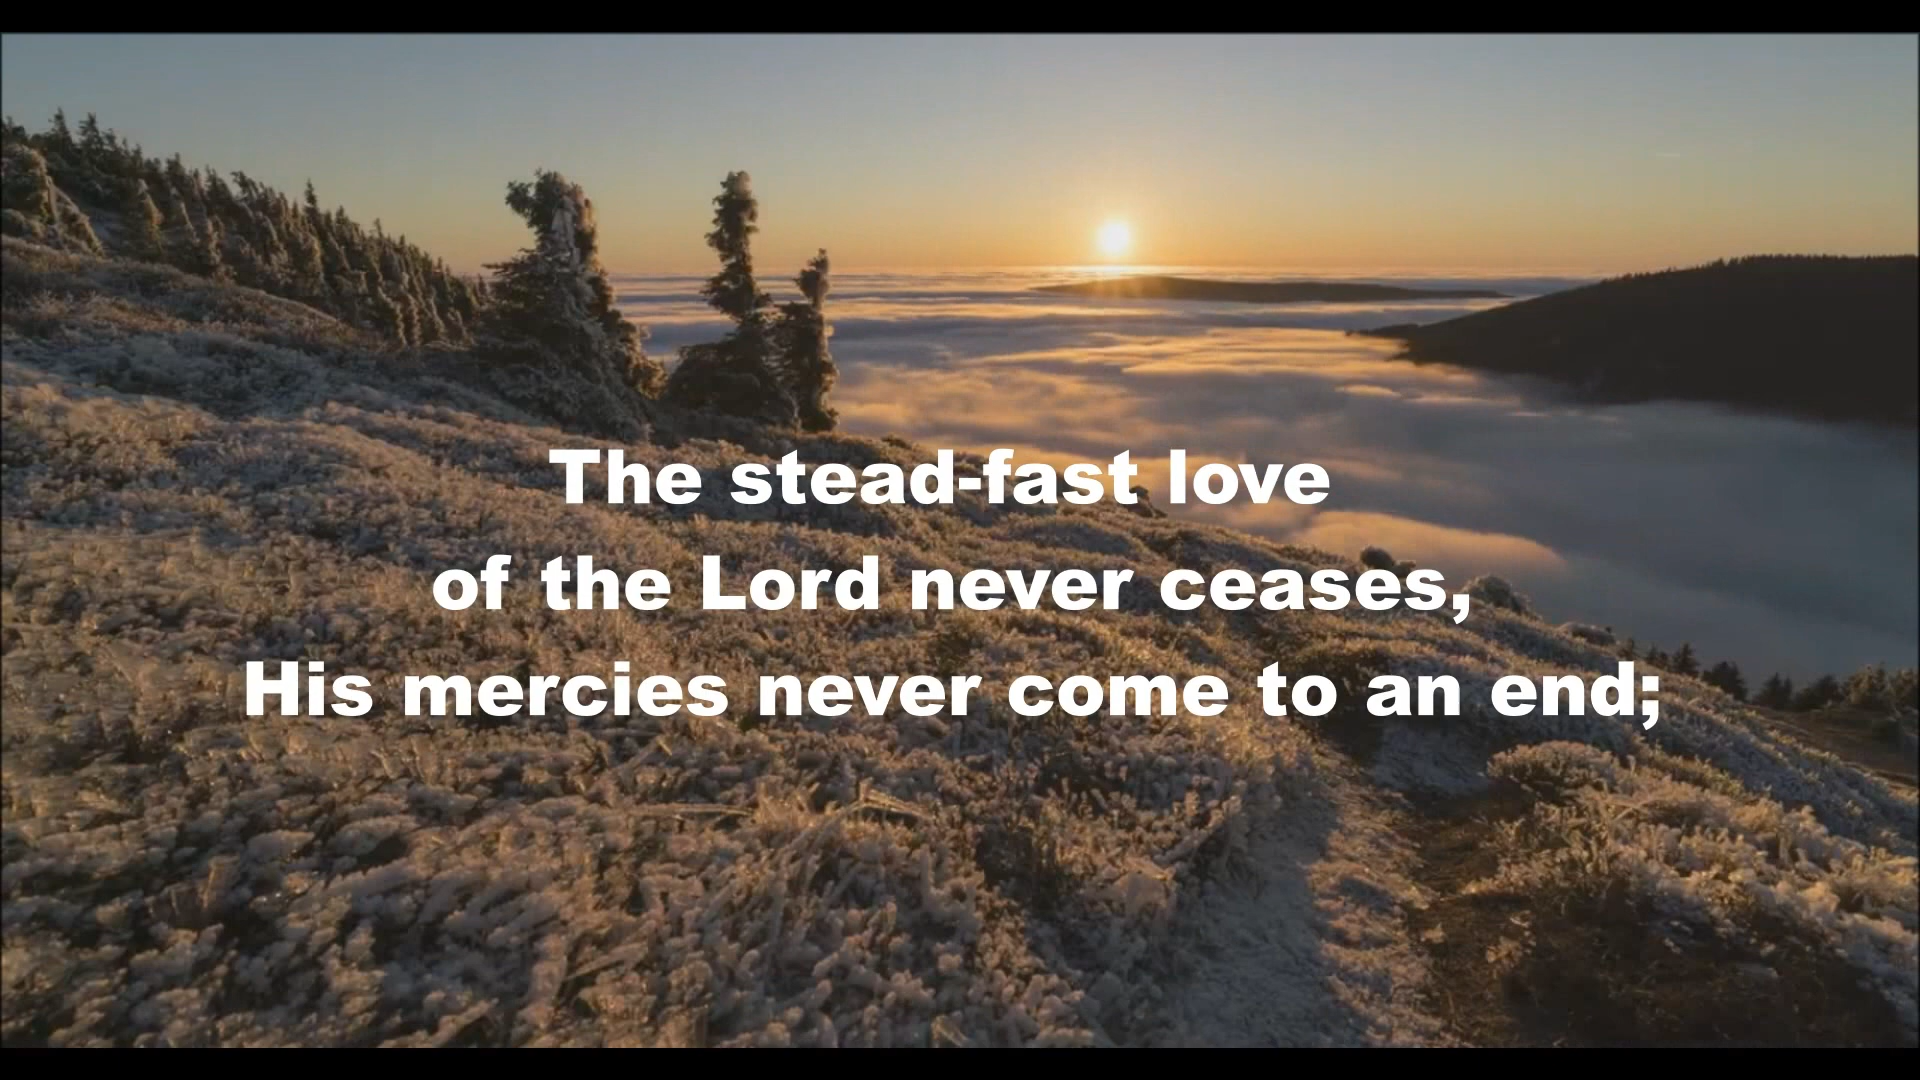 The stead-fast love
of the Lord never ceases,
His mercies never come to an end;